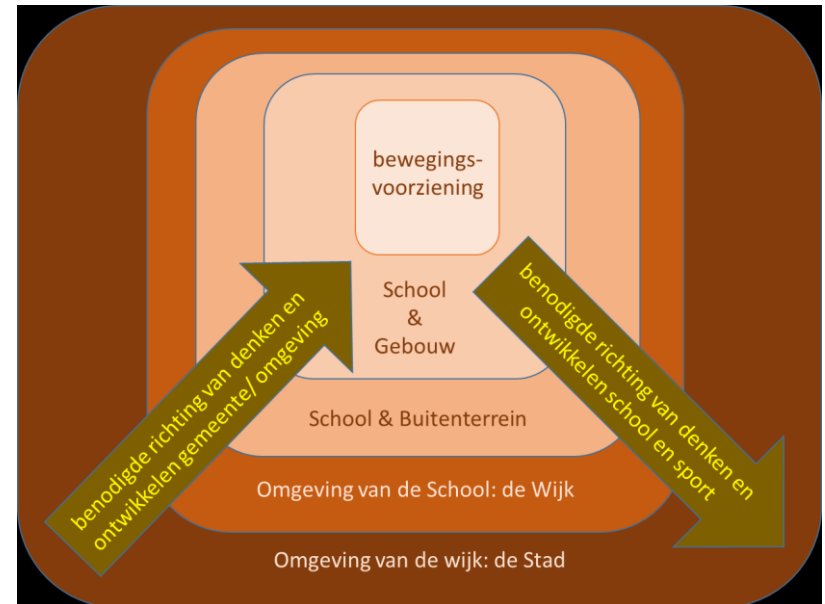 bewegings-
voorziening
School
&
Gebouw
School & Buitenterrein
Omgeving van de School: de Wijk
Omgeving van de wijk: de Stad
benodigde richting van denken en
ontwikkelen gemeente/ omgeving
benodigde richting van denken en
ontwikkelen school en sport